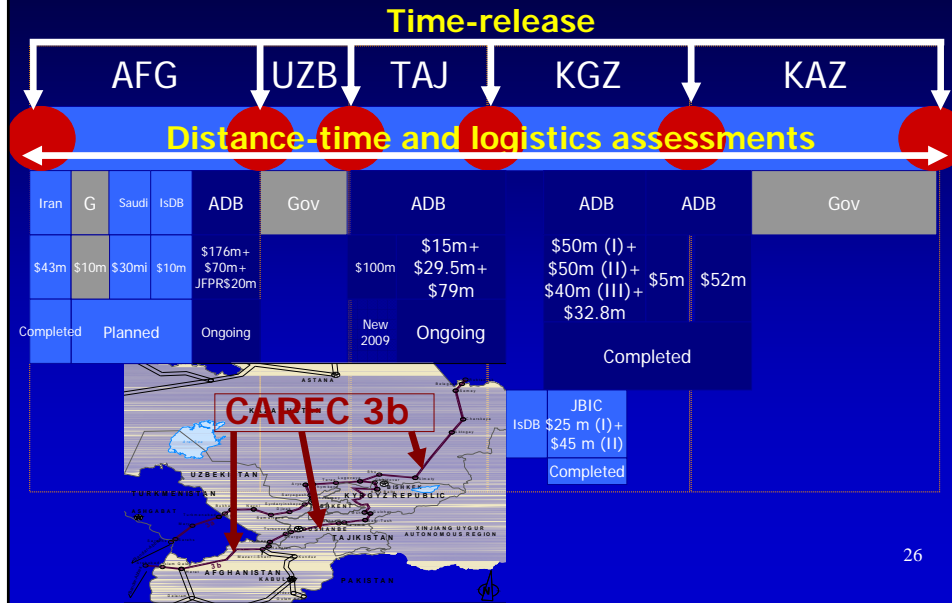 Time-release
AFG UZB TAJ KGZ KAZ
Distance-time and logistics assessments
Iran G Saudi IsDB ADB Gov ADB ADB ADB Gov
$43m $10m $30mi $10m
$176m+
$70m+
JFPR$20m
$100m
$15m+
$29.5m+
$79m
$50m (I)+
$50m (II)+
$40m (III)+
$32.8m
$5m $52m
Completed Planned Ongoing
New
2009
Ongoing
Completed
IsDB
JBIC
$25 m (I)+
$45 m (II)
Completed
ASTANA
CAREC 3b
UZBEKISTAN
BISHKEK
KYRGYZ REPUBLIC
XINJIANG UYGUR
AUTONOMOUS REGION
TAJIKISTAN
3b
AFGHANISTAN
KABUL
PAKISTAN
N
26